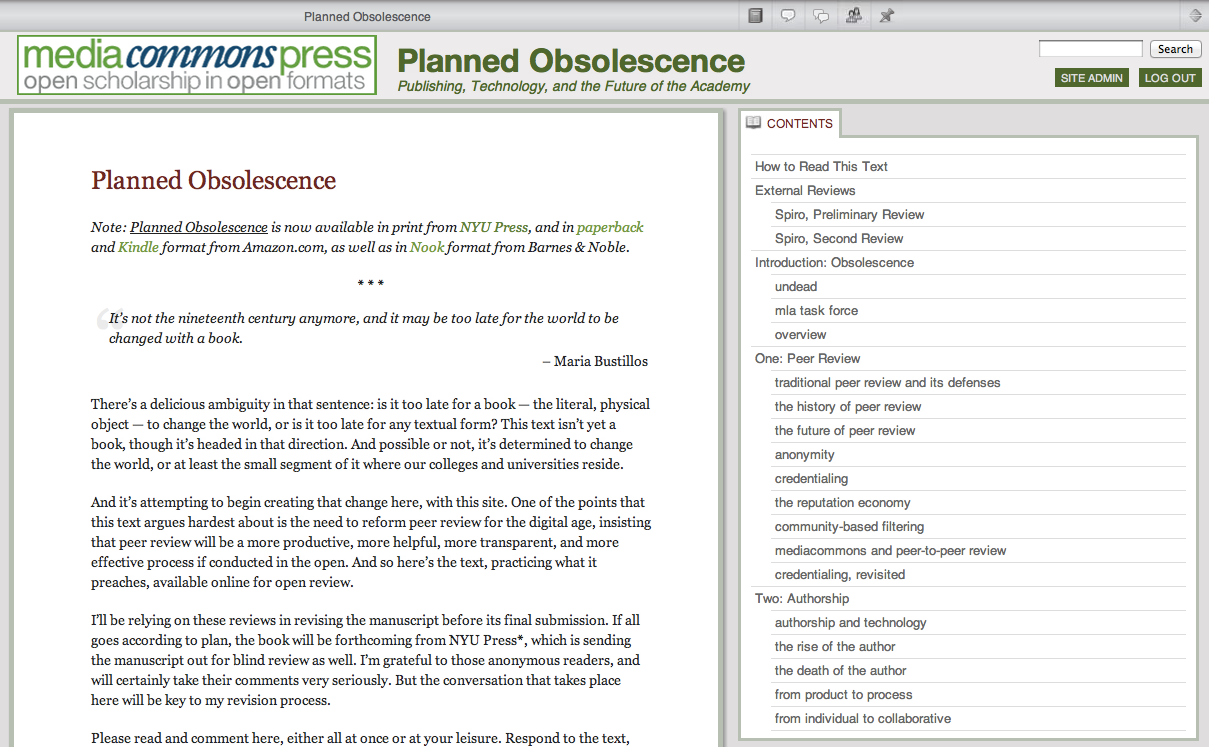 Planned Obsolescence
mediacommonspress
open scholarship in open formats
Planned Obsolescence
Publishing, Technology, and the Future of the Academy
Search
SITE ADMIN
LOG OUT
Planned Obsolescence
Note: Planned Obsolescence is now available in print from NYU Press, and in paperback
and Kindle format from Amazon.com, as well as in Nook format from Barnes & Noble.
* * *
“
It’s not the nineteenth century anymore, and it may be too late for the world to be
changed with a book.
– Maria Bustillos
There’s a delicious ambiguity in that sentence: is it too late for a book — the literal, physical
object — to change the world, or is it too late for any textual form? This text isn’t yet a
book, though it’s headed in that direction. And possible or not, it’s determined to change
the world, or at least the small segment of it where our colleges and universities reside.
And it’s attempting to begin creating that change here, with this site. One of the points that
this text argues hardest about is the need to reform peer review for the digital age, insisting
that peer review will be a more productive, more helpful, more transparent, and more
effective process if conducted in the open. And so here’s the text, practicing what it
preaches, available online for open review.
I’ll be relying on these reviews in revising the manuscript before its final submission. If all
goes according to plan, the book will be forthcoming from NYU Press*, which is sending
the manuscript out for blind review as well. I’m grateful to those anonymous readers, and
will certainly take their comments very seriously. But the conversation that takes place
here will be key to my revision process.
Please read and comment here, either all at once or at your leisure. Respond to the text,
CONTENTS
How to Read This Text
External Reviews
Spiro, Preliminary Review
Spiro, Second Review
Introduction: Obsolescence
undead
mla task force
overview
One: Peer Review
traditional peer review and its defenses
the history of peer review
the future of peer review
anonymity
credentialing
the reputation economy
community-based filtering
mediacommons and peer-to-peer review
credentialing, revisited
Two: Authorship
authorship and technology
the rise of the author
the death of the author
from product to process
from individual to collaborative